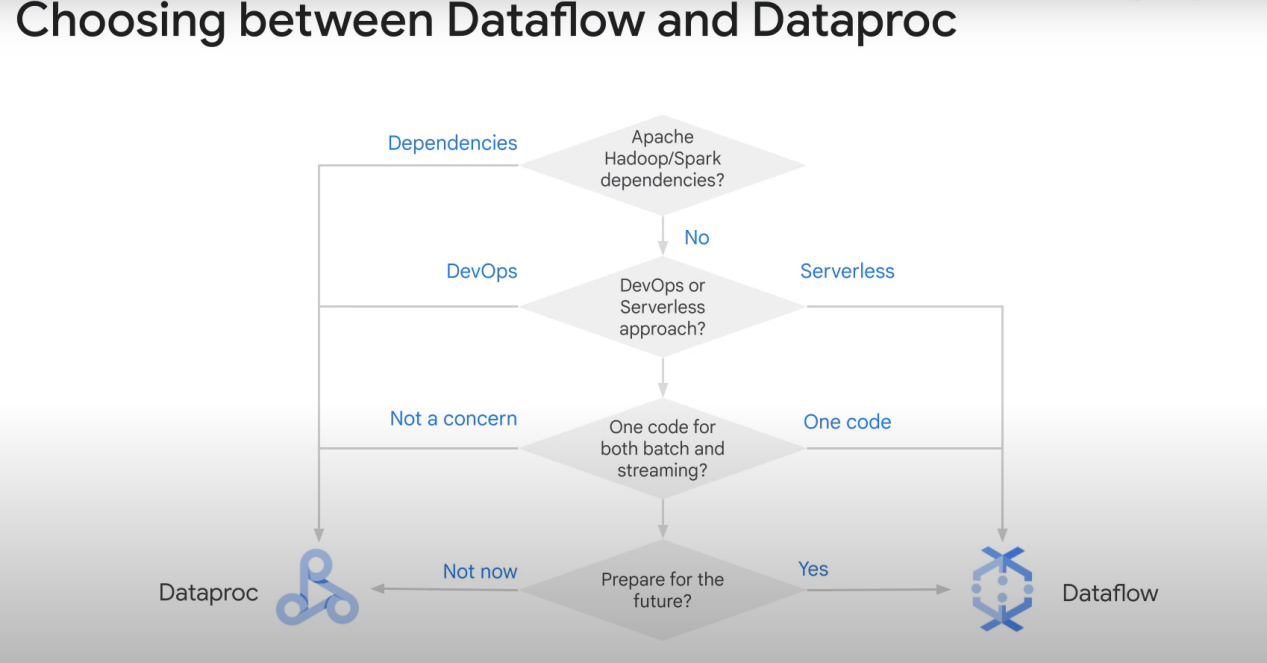 Choosing between Dataflow and Dataproc
Dependencies
Apache
Hadoop/Spark
dependencies?
No
DevOps
DevOps or
Serverless
approach?
Serverless
Not a concern
One code for
both batch and
streaming?
One code
Dataproc
Not now
Prepare for the
future?
Yes
Dataflow